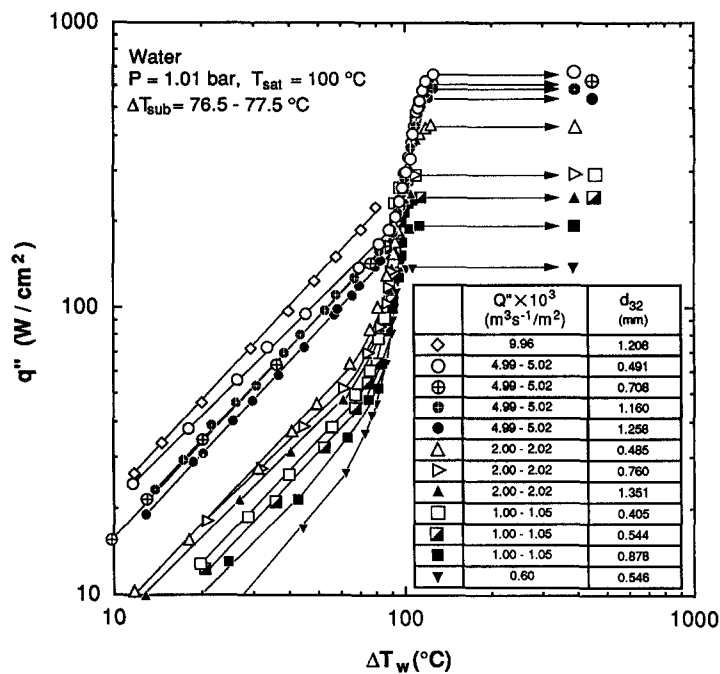 1000
Water
P = 1.01 bar, Tsat = 100 °C
ΔTsub = 76.5 - 77.5 °C
q" (W / cm²)
100
Q" × 10³ (m³s⁻¹/m²) d32 (mm)
9.96 1.208
4.99 - 5.02 0.491
4.99 - 5.02 0.708
4.99 - 5.02 1.160
4.99 - 5.02 1.258
2.00 - 2.02 0.485
2.00 - 2.02 0.760
2.00 - 2.02 1.351
1.00 - 1.05 0.405
1.00 - 1.05 0.544
1.00 - 1.05 0.878
0.60 0.546
10
10 100 1000
ΔTw (°C)